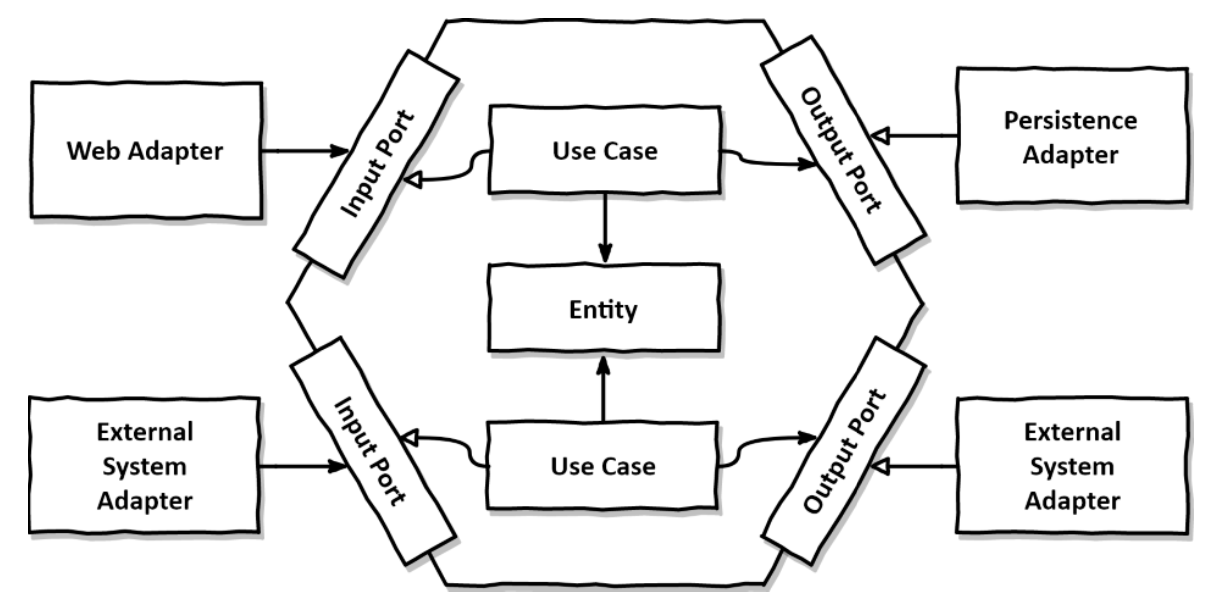 Web Adapter
Input Port
Use Case
Output Port
Persistence
Adapter
Entity
External
System
Adapter
Input Port
Use Case
Output Port
External
System
Adapter